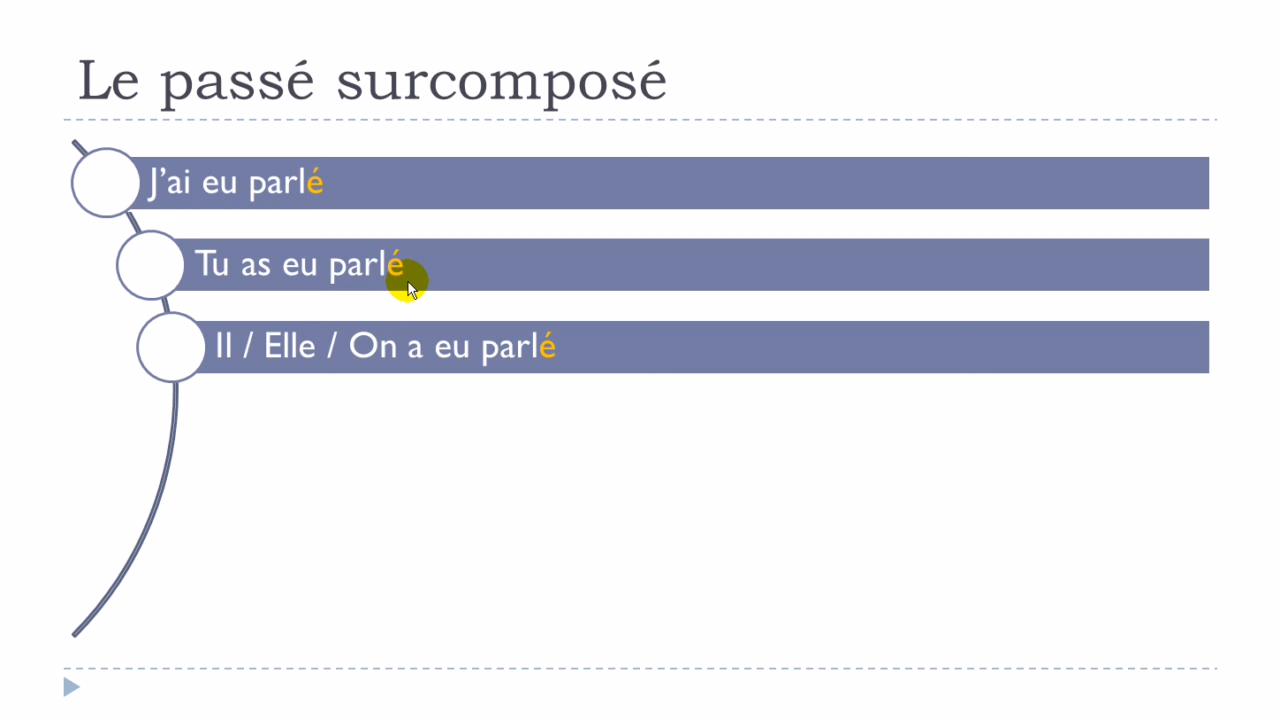 Le passé surcomposé
J’ai eu parlé
Tu as eu parlé
Il / Elle / On a eu parlé